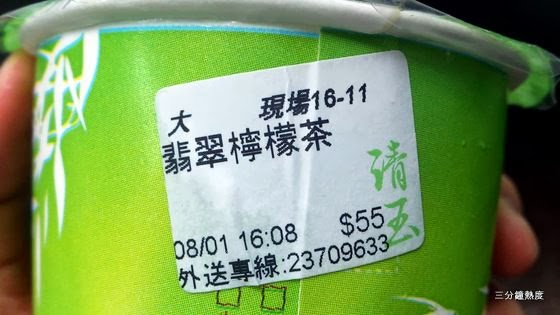 大 現場16-11
翡翠檸檬茶
清玉
08/01 16:08 $55
外送專線:23709633
三分鐘熱度